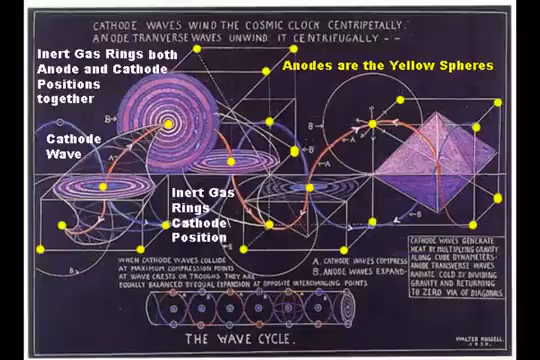 CATHODE WAVES WIND THE COSMIC CLOCK CENTRIPETALLY.
ANODE TRANVERSE WAVES UNWIND IT CENTRIFUGALLY --
Inert Gas Rings both
Anode and Cathode
Positions
together
Anodes are the Yellow Spheres
B
Cathode
Wave
A
B
A
A
B
Inert Gas
Rings
Cathode\
Position
B
B
WHEN CATHODE WAVES COLLIDE
AT MAXIMUM COMPRESSION POINTS
AT WAVE CRESTS OR TROUGHS THEY ARE
EQUALLY BALANCED BY EQUAL EXPANSION AT OPPOSITE INTERCHANGING POINTS
A. CATHODE WAVES COMPRESS
B. ANODE WAVES EXPAND
CATHODE WAVES GENERATE
HEAT BY MULTIPLYING GRAVITY
ALONG CUBE DYNAMETERS-
ANODE TRANSVERSE WAVES
RADIATE COLD BY DIVIDING
GRAVITY AND RETURNING
TO ZERO VIA OF DIAGONALS.
THE WAVE CYCLE.
WALTER RUSSELL